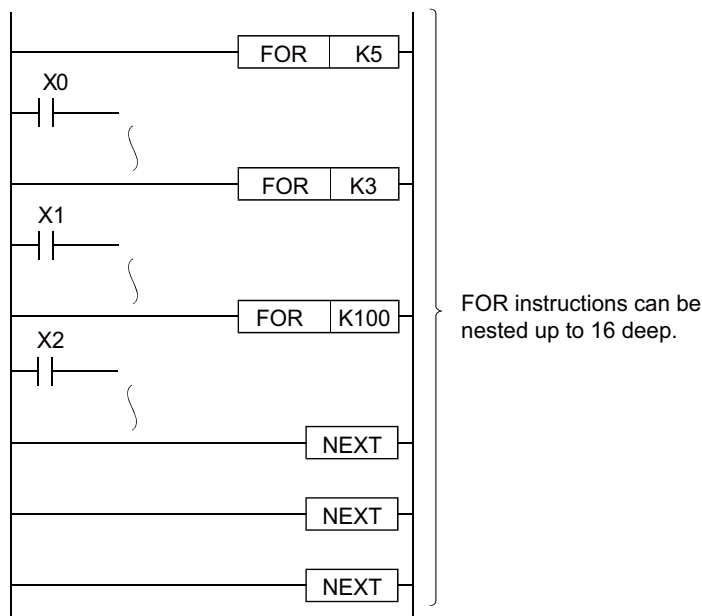 FOR K5
X0
FOR K3
X1
FOR K100
X2
NEXT
NEXT
NEXT
FOR instructions can be
nested up to 16 deep.